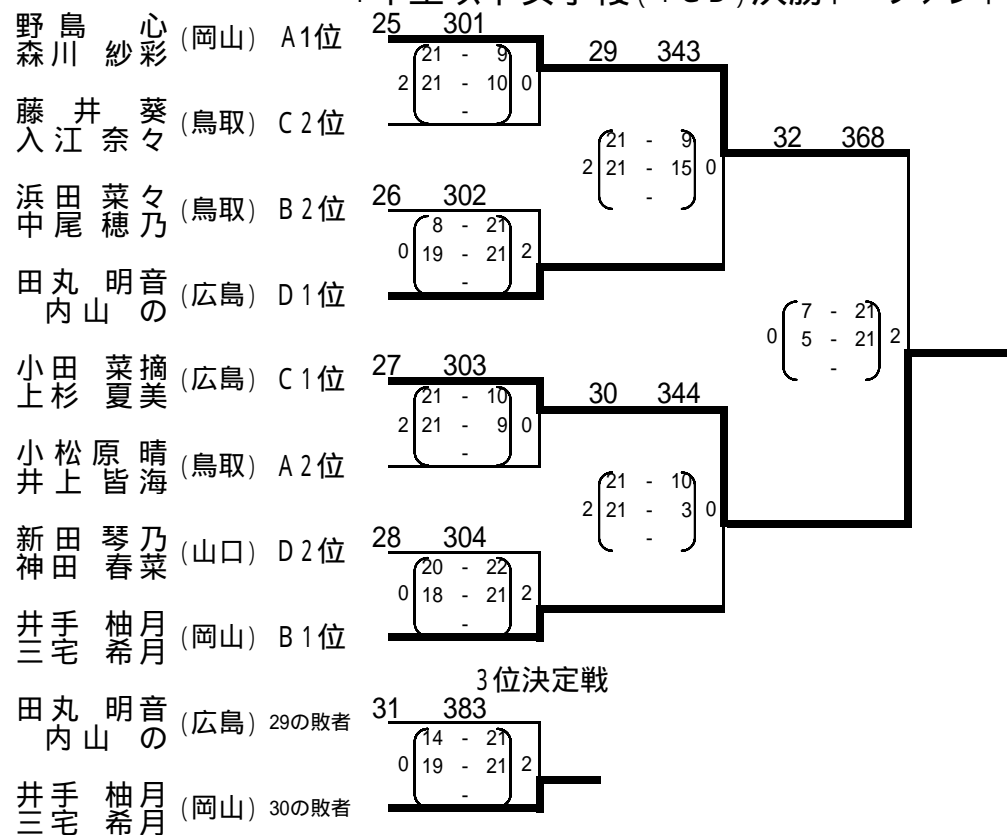 野島 心
森川 紗彩
(岡山) A1位
藤井 葵
入江奈々
(鳥取) C2位
浜田菜々
中尾穂乃
(鳥取) B2位
田丸 明音
内山 の
(広島) D1位
小田 菜摘
上杉 夏美
(広島) C1位
小松原 晴
井上皆海
(鳥取) A2位
新田琴乃
神田春菜
(山口) D2位
井手 柚月
三宅 希月
(岡山) B1位
25 301
21 - 9
2 21 - 10 0
-
26 302
8 - 21
0 19 - 21 2
-
27 303
21 - 10
2 21 - 9 0
-
28 304
20 - 22
0 18 - 21 2
-
29 343
21 - 9
2 21 - 15 0
-
30 344
21 - 10
2 21 - 3 0
-
32 368
7 - 21
0 5 - 21 2
-
3位決定戦
田丸 明音
内山 の
(広島) 29の敗者
井手 柚月
三宅 希月
(岡山) 30の敗者
31 383
14 - 21
0 19 - 21 2
-